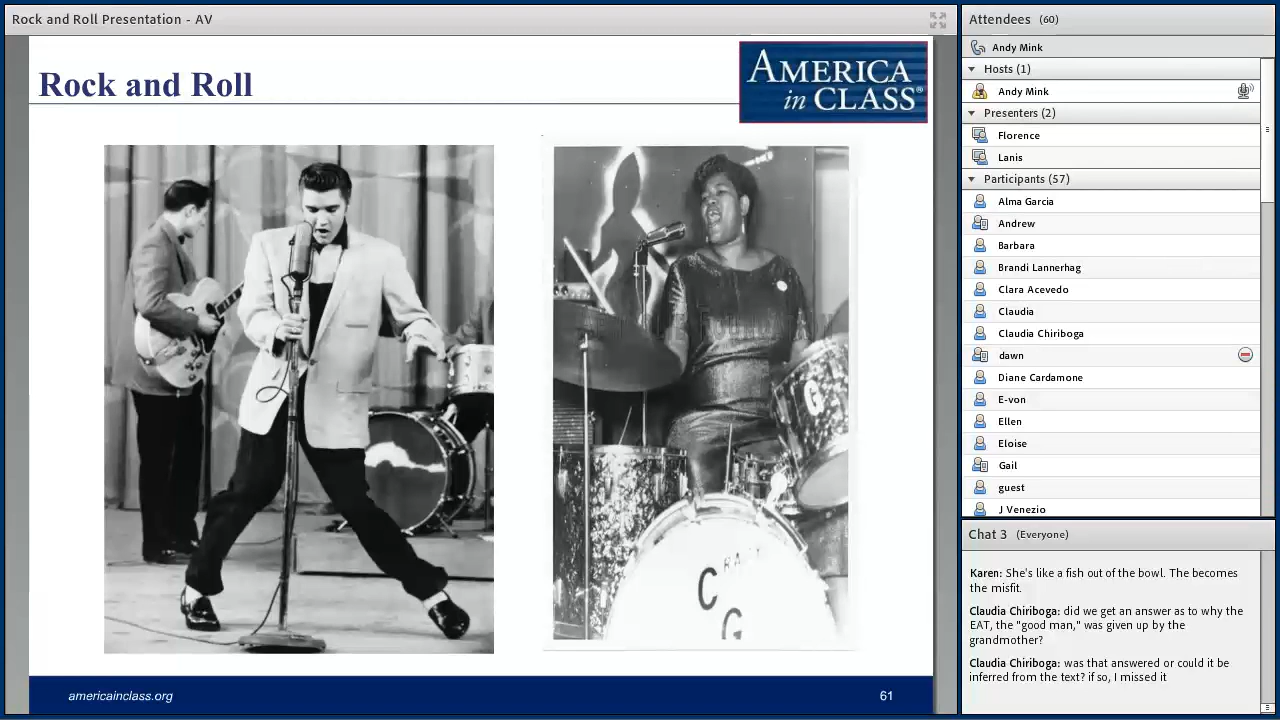 Rock and Roll Presentation - AV
Rock and Roll
AMERICA
in CLASS®
C
G
G
americainclass.org
61
Attendees (60)
Andy Mink
Hosts (1)
Andy Mink
Presenters (2)
Florence
Lanis
Participants (57)
Alma Garcia
Andrew
Barbara
Brandi Lannerhag
Clara Acevedo
Claudia
Claudia Chiriboga
dawn
Diane Cardamone
E-von
Ellen
Eloise
Gail
guest
J Venezio
Chat 3 (Everyone)
Karen: She's like a fish out of the bowl. The becomes
the misfit.
Claudia Chiriboga: did we get an answer as to why the
EAT, the "good man," was given up by the
grandmother?
Claudia Chiriboga: was that answered or could it be
inferred from the text? if so, I missed it